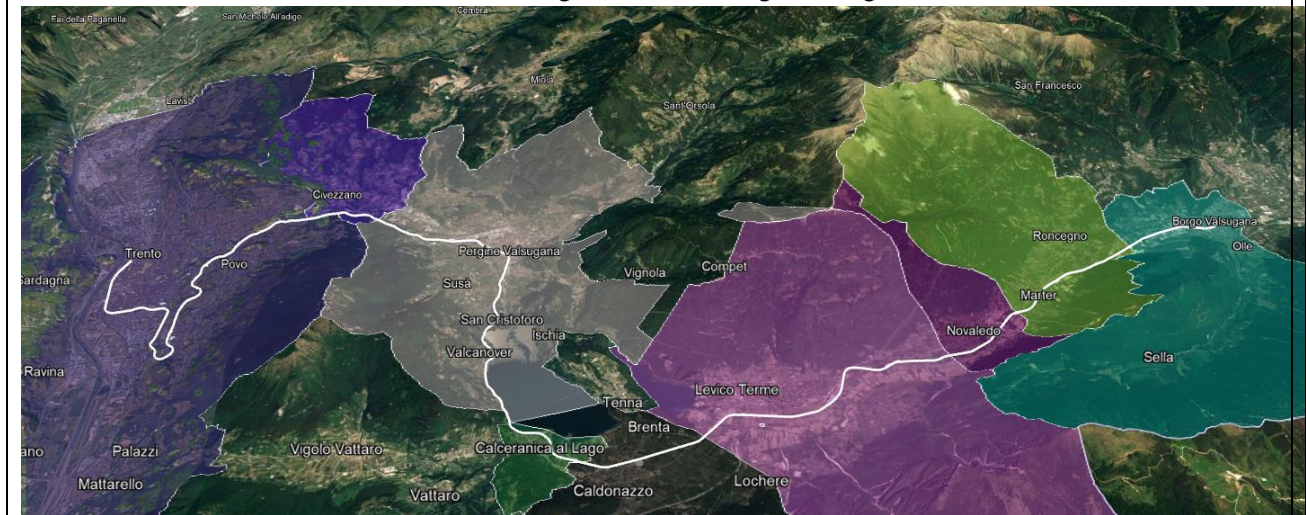 Fai della Paganella
San Michele All'adige
Cembra
Miola
San Francesco
Lavis
Sant'Orsola
Civezzano
Borgo Valsugana
Roncegno
Olle
Trento
Povo
Pergine Valsugana
Vignola
Compet
Sardagna
Susà
Marter
San Cristoforo
Ischia
Novaledo
Valcanover
Sella
Ravina
Levico Terme
Tenna
Brenta
ano
Palazzi
Vigolo Vattaro
Calceranica al Lago
Mattarello
Vattaro
Caldonazzo
Lochere